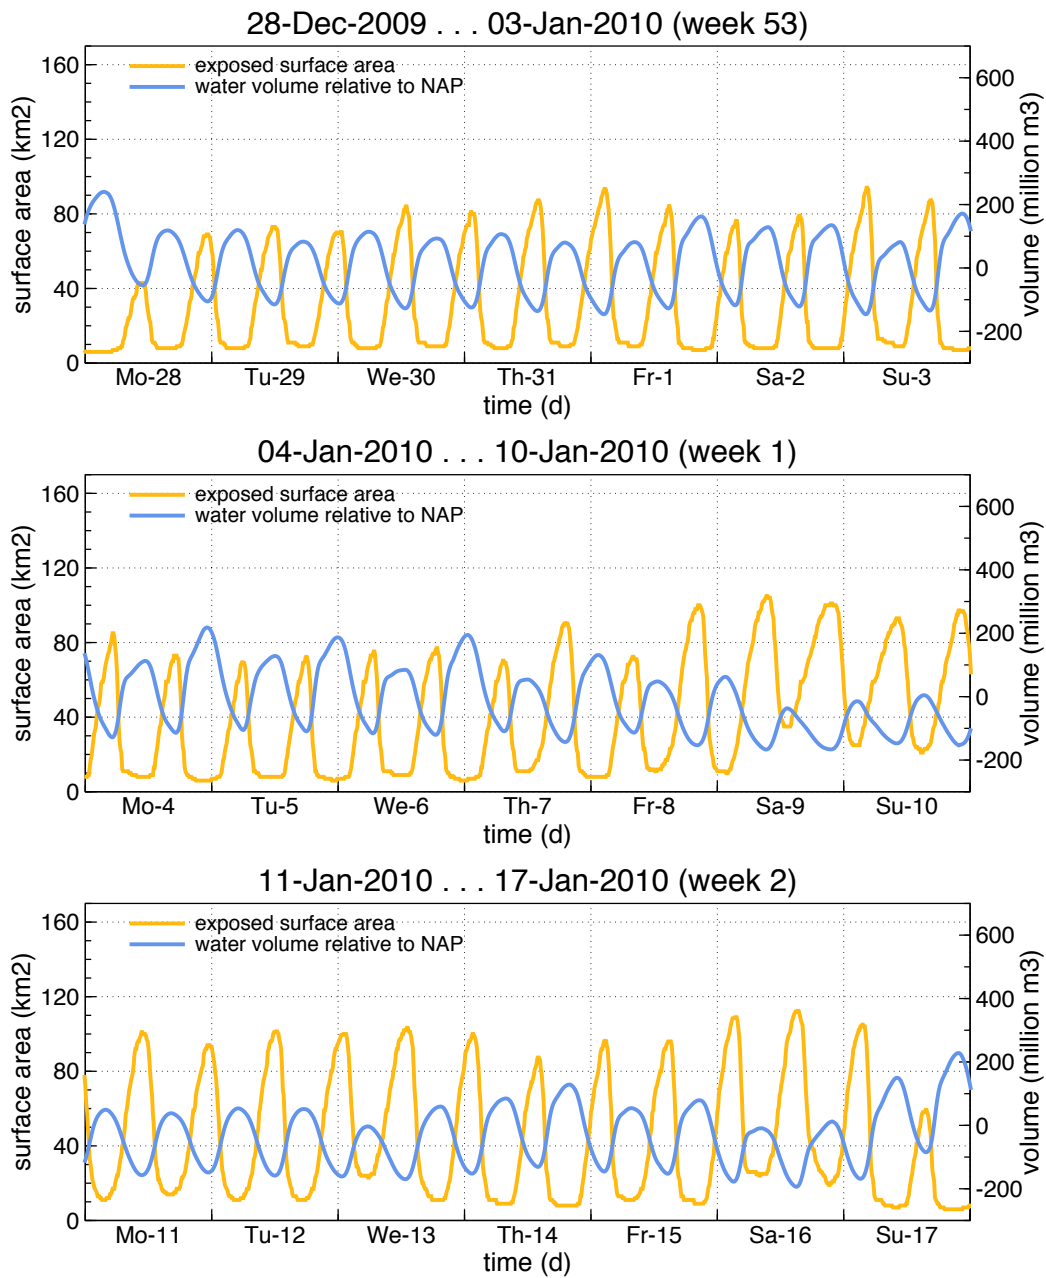 28-Dec-2009 . . . 03-Jan-2010 (week 53)
exposed surface area
water volume relative to NAP
surface area (km2)
160
120
80
40
0
volume (million m3)
600
400
200
0
-200
Mo-28 Tu-29 We-30 Th-31 Fr-1 Sa-2 Su-3
time (d)
04-Jan-2010 . . . 10-Jan-2010 (week 1)
exposed surface area
water volume relative to NAP
surface area (km2)
160
120
80
40
0
volume (million m3)
600
400
200
0
-200
Mo-4 Tu-5 We-6 Th-7 Fr-8 Sa-9 Su-10
time (d)
11-Jan-2010 . . . 17-Jan-2010 (week 2)
exposed surface area
water volume relative to NAP
surface area (km2)
160
120
80
40
0
volume (million m3)
600
400
200
0
-200
Mo-11 Tu-12 We-13 Th-14 Fr-15 Sa-16 Su-17
time (d)